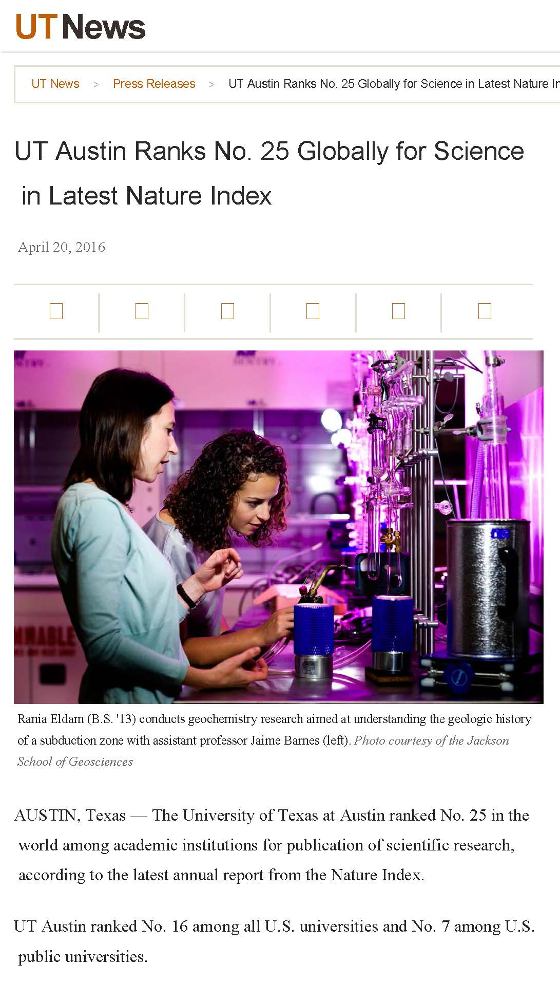 UT News
UT News > Press Releases > UT Austin Ranks No. 25 Globally for Science in Latest Nature In
UT Austin Ranks No. 25 Globally for Science
in Latest Nature Index
April 20, 2016
Rania Eldam (B.S. '13) conducts geochemistry research aimed at understanding the geologic history
of a subduction zone with assistant professor Jaime Barnes (left). Photo courtesy of the Jackson
School of Geosciences
AUSTIN, Texas — The University of Texas at Austin ranked No. 25 in the
world among academic institutions for publication of scientific research,
according to the latest annual report from the Nature Index.
UT Austin ranked No. 16 among all U.S. universities and No. 7 among U.S.
public universities.